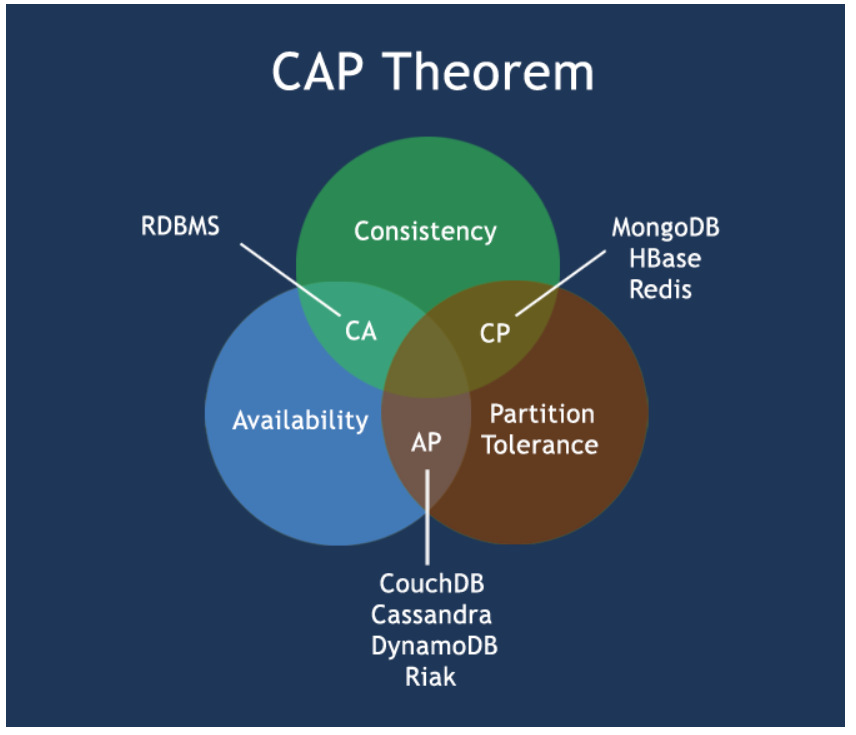 CAP Theorem
RDBMS
Consistency
MongoDB
HBase
Redis
CA
CP
Availability
Partition
Tolerance
AP
CouchDB
Cassandra
DynamoDB
Riak